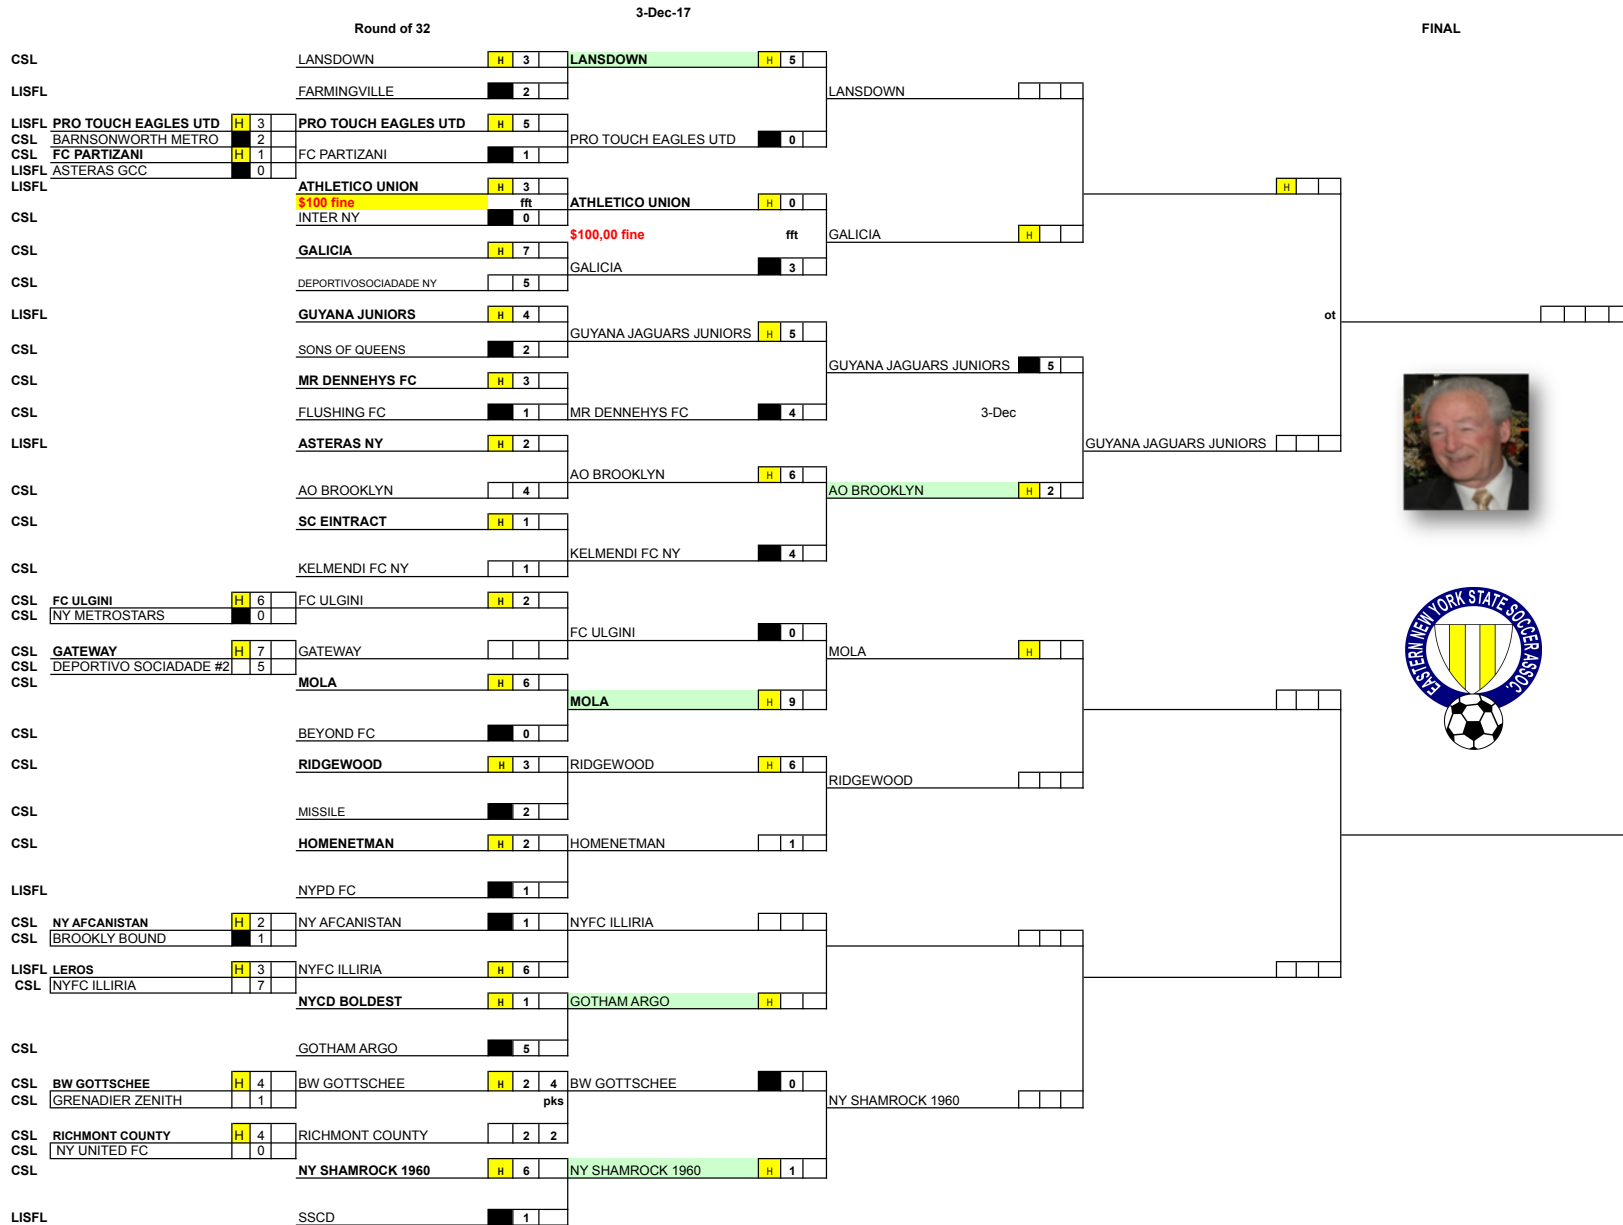 3-Dec-17
Round of 32 FINAL
CSL LANSDOWN H 3 LANSDOWN H 5
LISFL FARMINGVILLE 2 LANSDOWN
LISFL PRO TOUCH EAGLES UTD H 3 PRO TOUCH EAGLES UTD H 5
CSL BARNSONWORTH METRO 2 PRO TOUCH EAGLES UTD 0
CSL FC PARTIZANI H 1 FC PARTIZANI 1
LISFL ASTERAS GCC 0
LISFL ATHLETICO UNION H 3 H
$100 fine fft ATHLETICO UNION H 0
CSL INTER NY 0
$100,00 fine fft GALICIA H
CSL GALICIA H 7
GALICIA 3
CSL DEPORTIVOSOCIADADE NY 5
LISFL GUYANA JUNIORS H 4 ot
GUYANA JAGUARS JUNIORS H 5
CSL SONS OF QUEENS 2
GUYANA JAGUARS JUNIORS 5
CSL MR DENNEHYS FC H 3
CSL FLUSHING FC 1 MR DENNEHYS FC 4 3-Dec
LISFL ASTERAS NY H 2 GUYANA JAGUARS JUNIORS
AO BROOKLYN H 6
CSL AO BROOKLYN 4 AO BROOKLYN H 2
CSL SC EINTRACT H 1
KELMENDI FC NY 4
CSL KELMENDI FC NY 1
CSL FC ULGINI H 6 FC ULGINI H 2
CSL NY METROSTARS 0
FC ULGINI 0
CSL GATEWAY H 7 GATEWAY MOLA H
CSL DEPORTIVO SOCIADADE #2 5
CSL MOLA H 6
MOLA H 9
CSL BEYOND FC 0
CSL RIDGEWOOD H 3 RIDGEWOOD H 6
RIDGEWOOD
CSL MISSILE 2
CSL HOMENETMAN H 2 HOMENETMAN 1
LISFL NYPD FC 1
CSL NY AFCANISTAN H 2 NY AFCANISTAN 1 NYFC ILLIRIA
CSL BROOKLY BOUND 1
LISFL LEROS H 3 NYFC ILLIRIA H 6
CSL NYFC ILLIRIA 7
NYCD BOLDEST H 1 GOTHAM ARGO H
CSL GOTHAM ARGO 5
CSL BW GOTTSCHEE H 4 BW GOTTSCHEE H 2 4 BW GOTTSCHEE 0
CSL GRENADIER ZENITH 1 pks NY SHAMROCK 1960
CSL RICHMONT COUNTY H 4 RICHMONT COUNTY 2 2
CSL NY UNITED FC 0
CSL NY SHAMROCK 1960 H 6 NY SHAMROCK 1960 H 1
LISFL SSCD 1
EASTERN NEW YORK STATE SOCCER ASSOC.